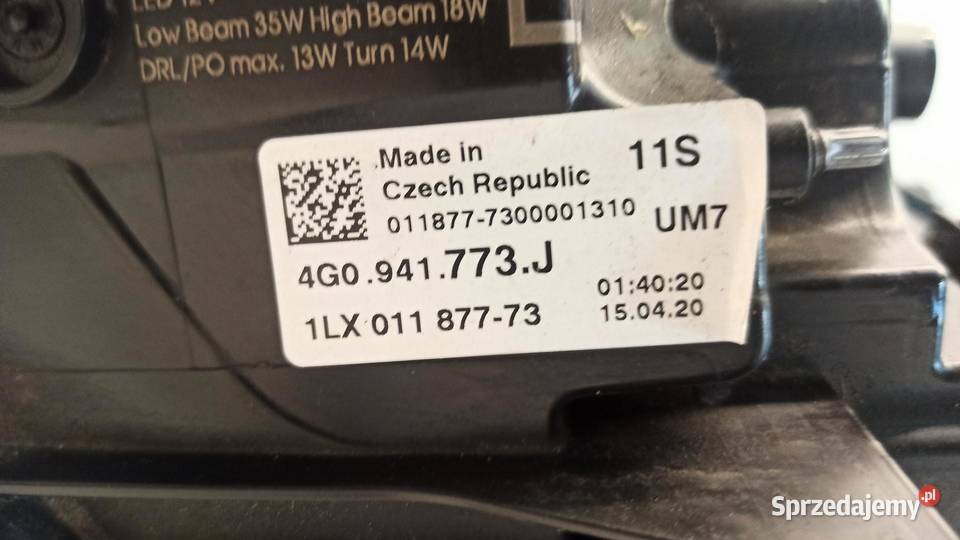 Low Beam 35W High Beam 18W
DRL/PO max. 13W Turn 14W
Made in
Czech Republic
11S
011877-7300001310
UM7
4G0.941.773.J
01:40:20
1LX 011 877-73
15.04.20
Sprzedajemy.pl